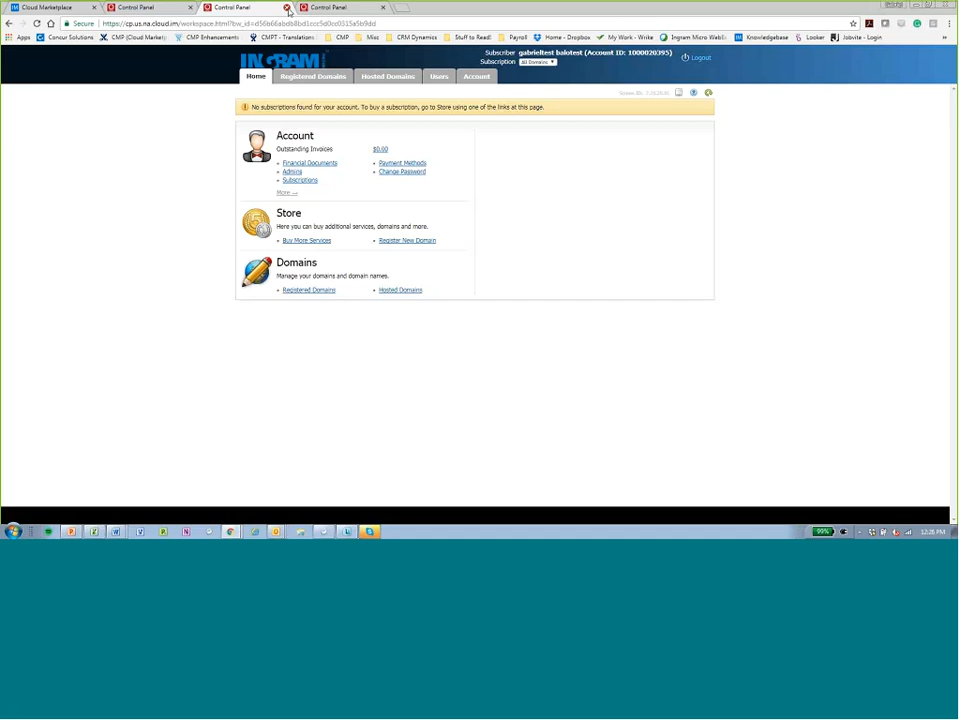 Cloud Marketplace
Control Panel
Control Panel
Control Panel
Secure
https://cp.us.na.cloud.im/workspace.html?
Apps
Concur Solutions
CMP (Cloud Market
CMP Enhancements
CMPT - Translations
CMP
Misc
CRM Dynamics
Stuff to Read!
Payroll
Home - Dropbox
My Work - Wrike
Ingram Micro WebEx
Knowledgebase
Looker
Jobvite - Login
INGRAM
Subscriber gabrieltest balotest (Account ID: 1000020395)
Subscription All Domains
Logout
Home
Registered Domains
Hosted Domains
Users
Account
No subscriptions found for your account. To buy a subscription, go to Store using one of the links at this page.
Account
Outstanding Invoices $0.00
Financial Documents
Payment Methods
Admins
Change Password
Subscriptions
More →
Store
Here you can buy additional services, domains and more.
Buy More Services
Register New Domain
Domains
Manage your domains and domain names.
Registered Domains
Hosted Domains
99%
12:26 PM